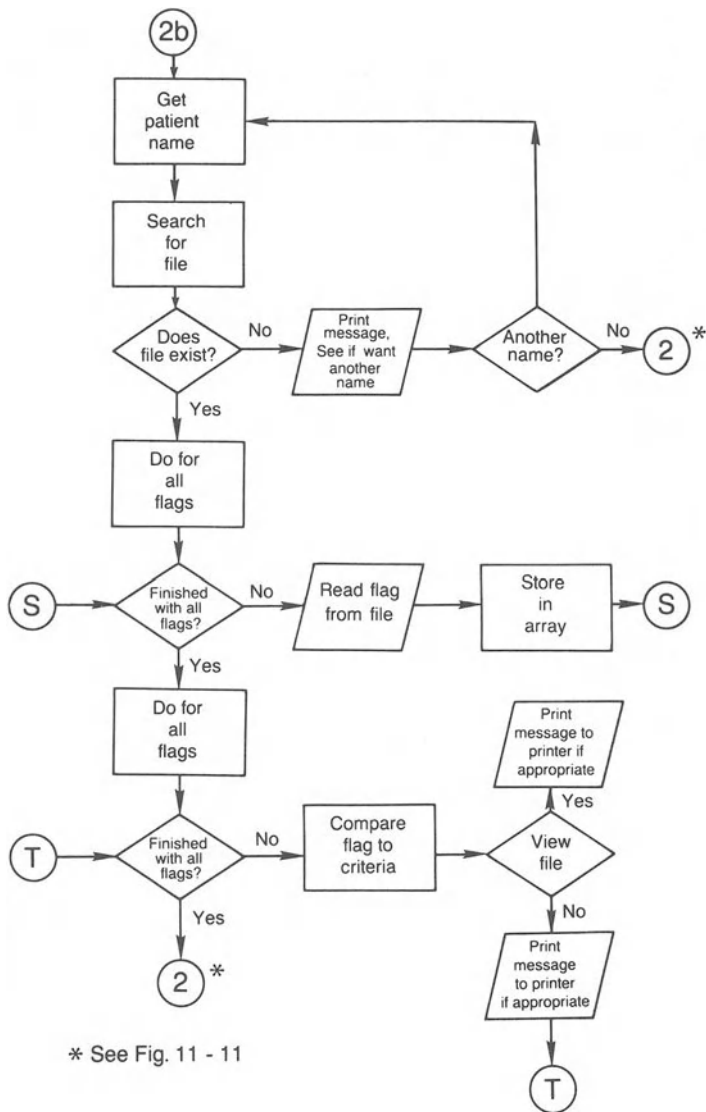 2b
Get
patient
name
Search
for
file
Does
file exist?
No
Print
message,
See if want
another
name
Another
name?
No
2
*
Yes
Do for
all
flags
S
Finished
with all
flags?
No
Read flag
from file
Store
in
array
S
Yes
Do for
all
flags
Print
message to
printer if
appropriate
Yes
T
Finished
with all
flags?
No
Compare
flag to
criteria
View
file
Yes
2
*
No
Print
message
to printer
if appropriate
T
* See Fig. 11 - 11